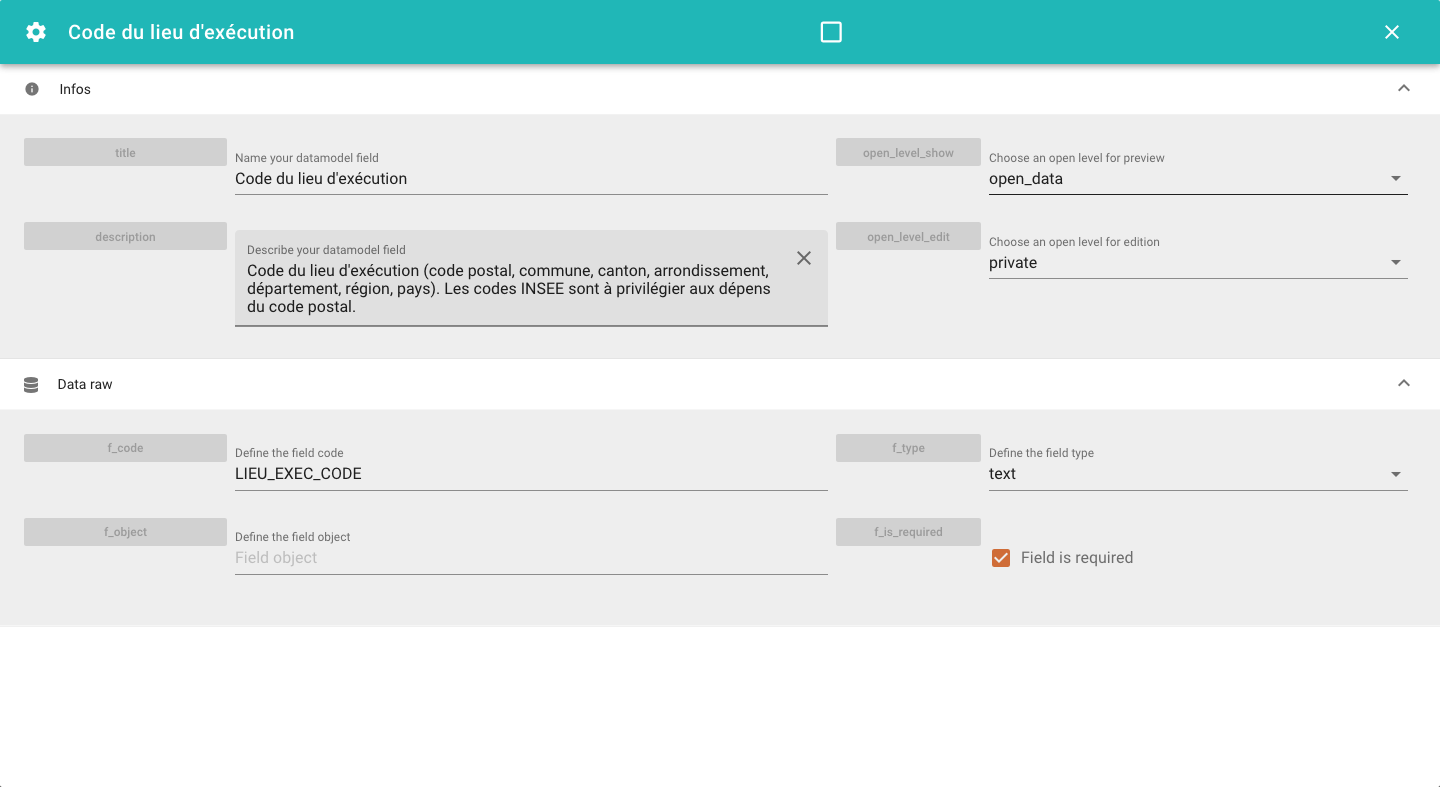 Code du lieu d'exécution
Infos
title
Name your datamodel field
Code du lieu d'exécution
open_level_show
Choose an open level for preview
open_data
description
Describe your datamodel field
Code du lieu d'exécution (code postal, commune, canton, arrondissement,
département, région, pays). Les codes INSEE sont à privilégier aux dépens
du code postal.
open_level_edit
Choose an open level for edition
private
Data raw
f_code
Define the field code
LIEU_EXEC_CODE
f_type
Define the field type
text
f_object
Define the field object
Field object
f_is_required
Field is required